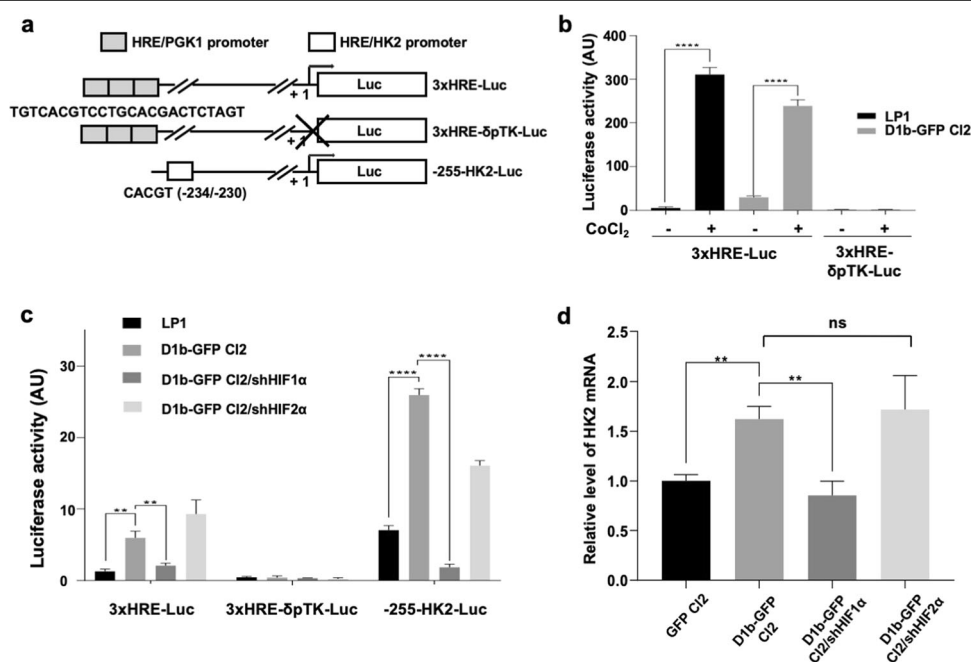 a
HRE/PGK1 promoter
HRE/HK2 promoter
Luc
3xHRE-Luc
+ 1
TGTCACGTCCTGCACGACTCTAGT
Luc
3xHRE-δpTK-Luc
+ 1
Luc
-255-HK2-Luc
+ 1
CACGT (-234/-230)
b
Luciferase activity (AU)
400
300
200
100
0
****
****
LP1
D1b-GFP Cl2
CoCl2
- + - + - +
3xHRE-Luc
3xHRE-
δpTK-Luc
c
LP1
D1b-GFP Cl2
D1b-GFP Cl2/shHIF1α
D1b-GFP Cl2/shHIF2α
Luciferase activity (AU)
30
20
10
0
**
**
****
****
3xHRE-Luc
3xHRE-δpTK-Luc
-255-HK2-Luc
d
Relative level of HK2 mRNA
2.5
2.0
1.5
1.0
0.5
0.0
**
**
ns
GFP Cl2
D1b-GFP
Cl2
D1b-GFP
Cl2/shHIF1α
D1b-GFP
Cl2/shHIF2α